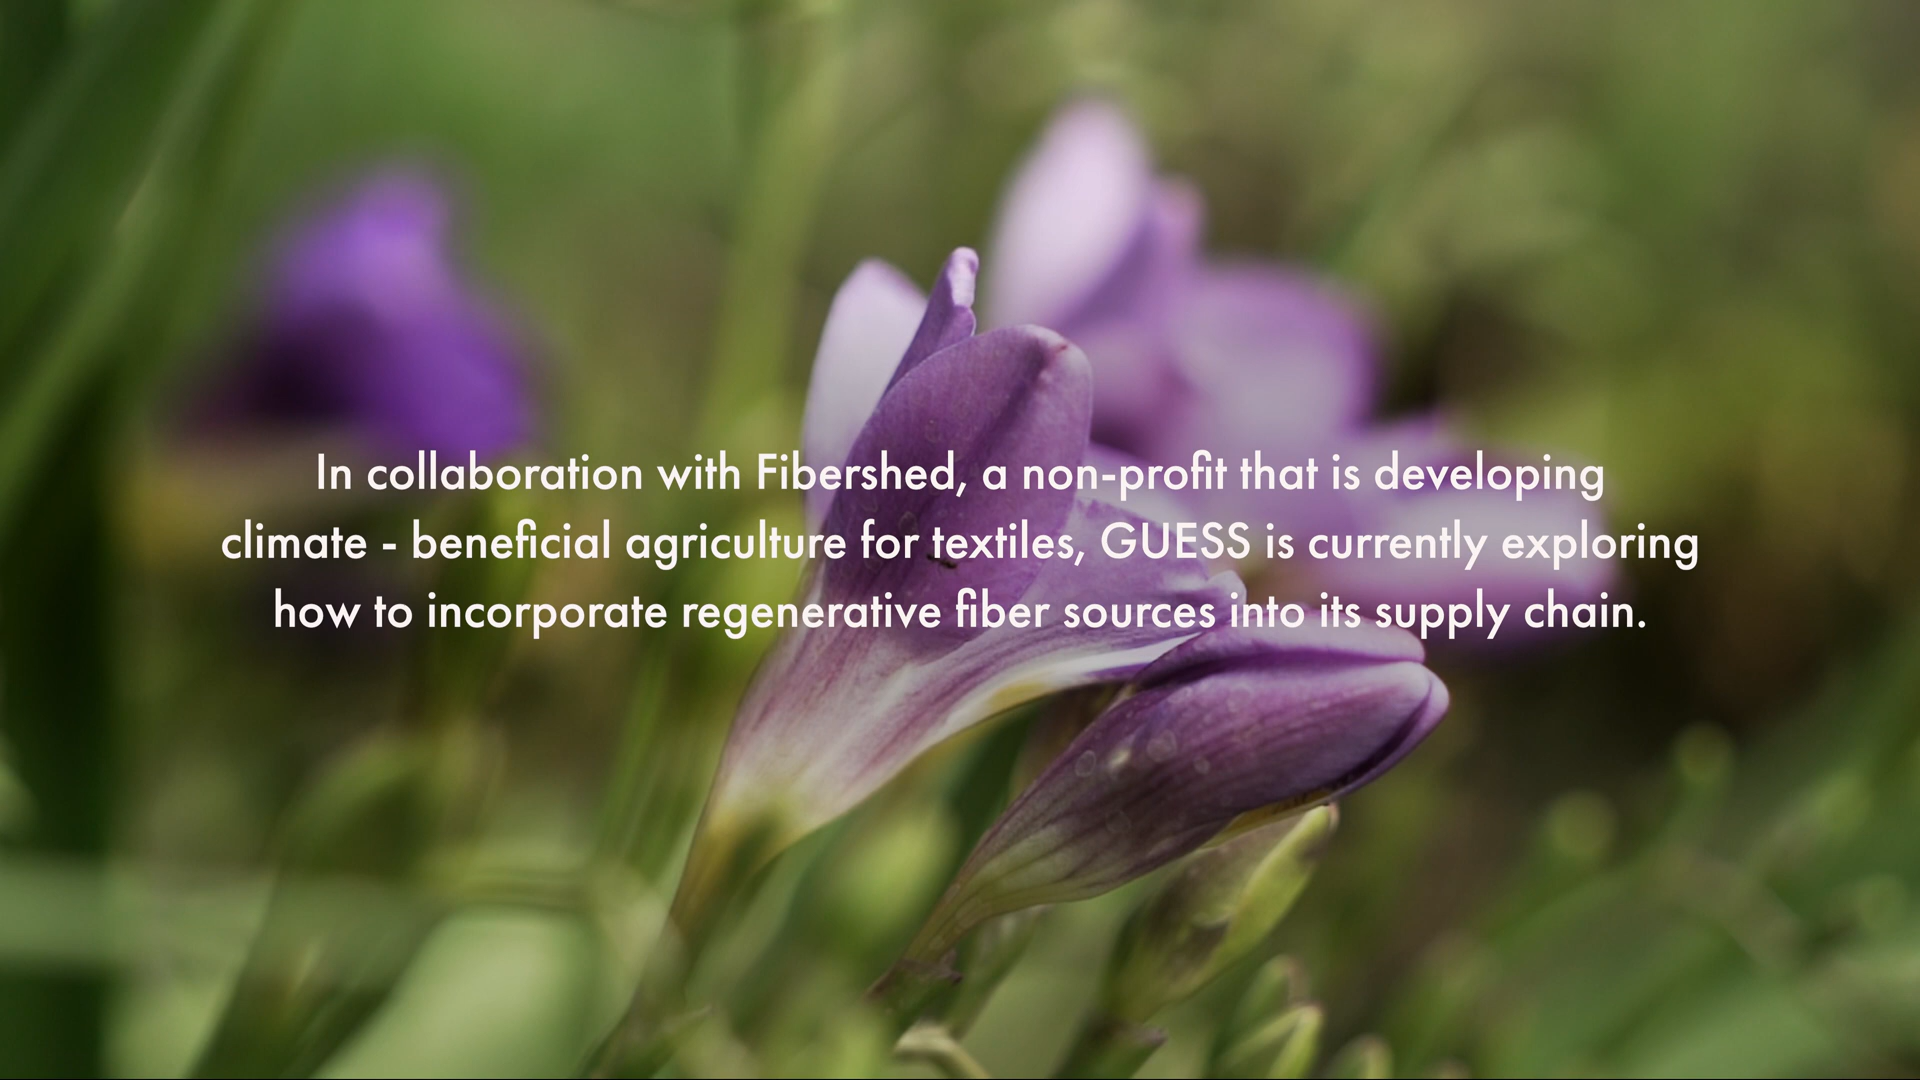 In collaboration with Fibershed, a non-profit that is developing
climate - beneficial agriculture for textiles, GUESS is currently exploring
how to incorporate regenerative fiber sources into its supply chain.